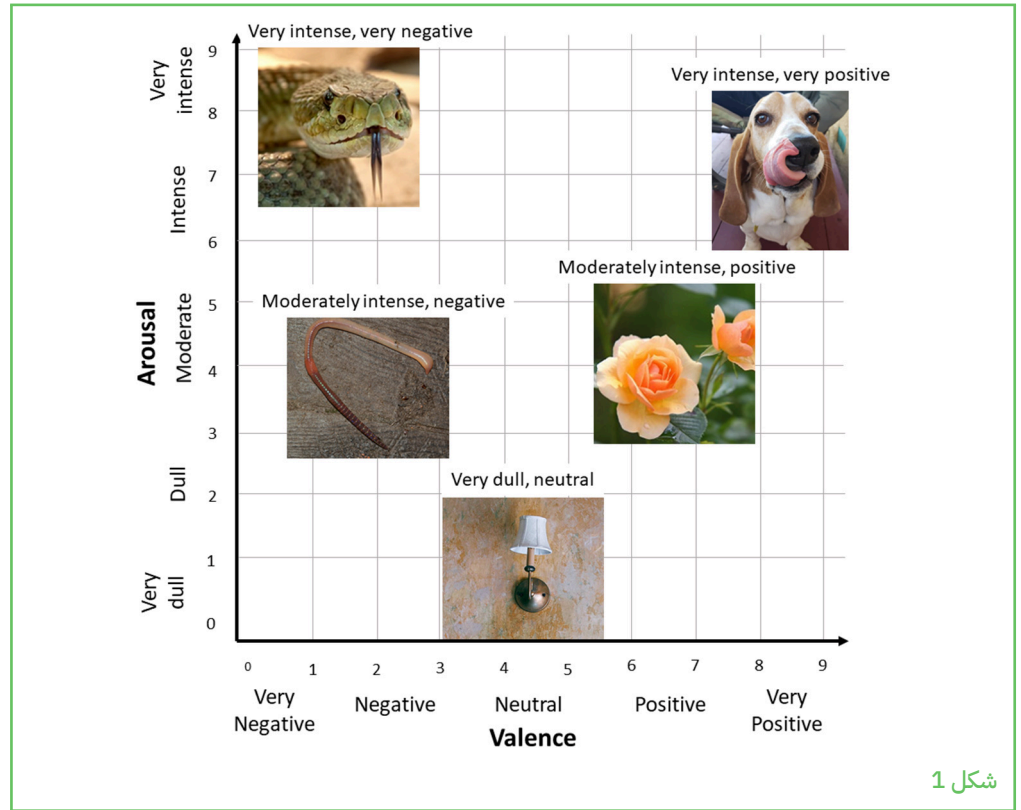 Very intense, very negative
9
Very
intense
Very intense, very positive
8
7
Intense
6
Moderately intense, positive
5
Moderately intense, negative
Arousal
Moderate
4
3
Dull
Very dull, neutral
2
1
Very
dull
0
0 1 2 3 4 5 6 7 8 9
Very
Negative
Negative
Neutral
Positive
Very
Positive
Valence
شكل 1